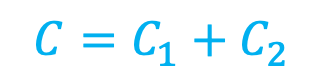 C = C₁ + C₂